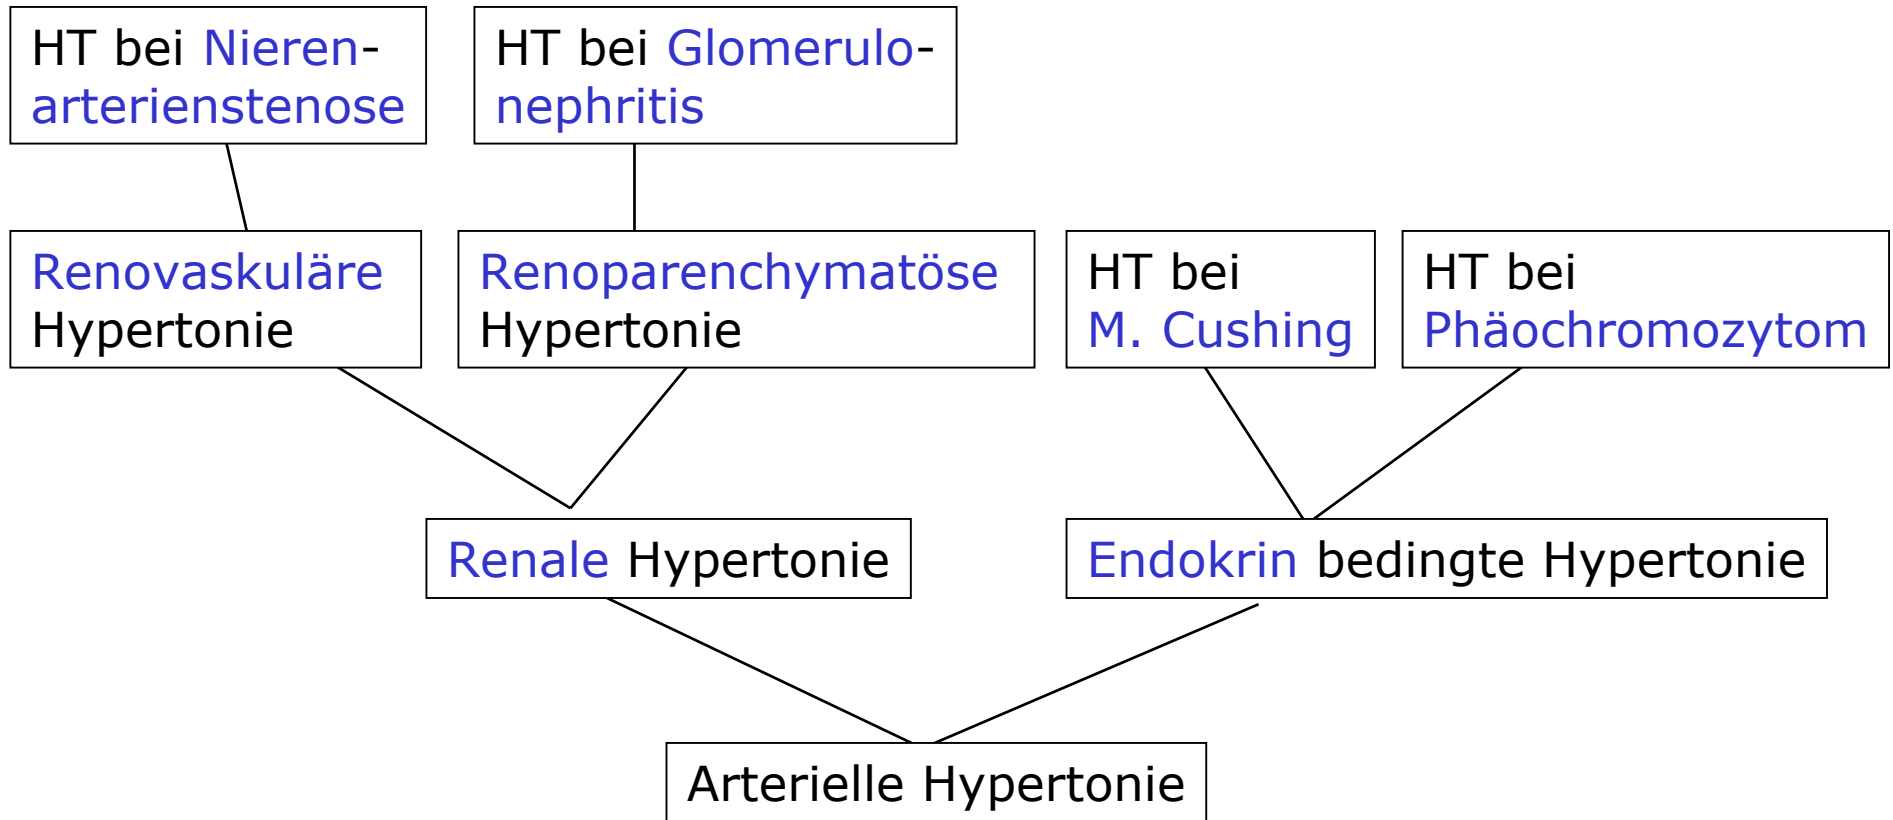 HT bei Nieren-
arterienstenose
HT bei Glomerulo-
nephritis
Renovaskuläre
Hypertonie
Renoparenchymatöse
Hypertonie
HT bei
M. Cushing
HT bei
Phäochromozytom
Renale Hypertonie
Endokrin bedingte Hypertonie
Arterielle Hypertonie